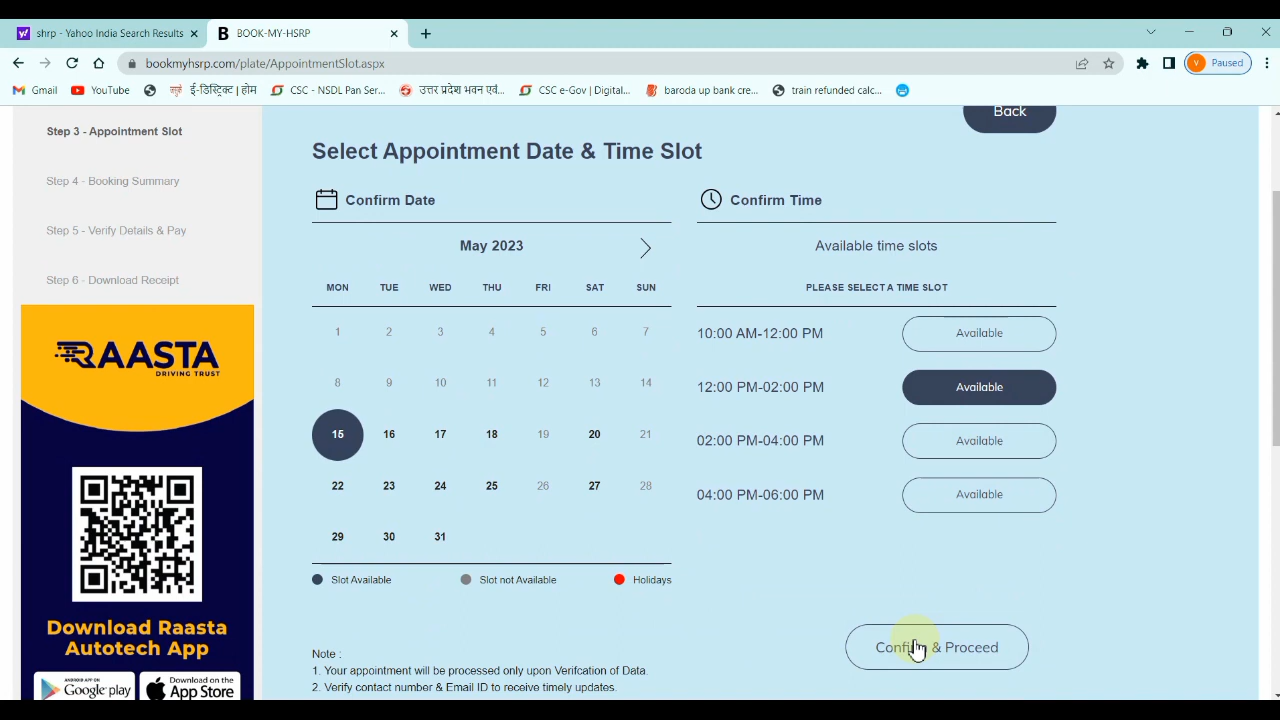 shrp - Yahoo India Search Results
BOOK-MY-HSRP
bookmyhsrp.com/plate/AppointmentSlot.aspx
Paused
Gmail
YouTube
ई-डिस्ट्रिक्ट | होम
CSC - NSDL Pan Ser...
उत्तर प्रदेश भवन एवं...
CSC e-Gov | Digital...
baroda up bank cre...
train refunded calc...
Step 3 - Appointment Slot
Step 4 - Booking Summary
Step 5 - Verify Details & Pay
Step 6 - Download Receipt
RAASTA
DRIVING TRUST
Download Raasta
Autotech App
ANDROID APP ON
Google play
Download on the
App Store
Back
Select Appointment Date & Time Slot
Confirm Date
May 2023
MON TUE WED THU FRI SAT SUN
1 2 3 4 5 6 7
8 9 10 11 12 13 14
15 16 17 18 19 20 21
22 23 24 25 26 27 28
29 30 31
Slot Available Slot not Available Holidays
Confirm Time
Available time slots
PLEASE SELECT A TIME SLOT
10:00 AM-12:00 PM Available
12:00 PM-02:00 PM Available
02:00 PM-04:00 PM Available
04:00 PM-06:00 PM Available
Confirm & Proceed
Note :
1. Your appointment will be processed only upon Verifcation of Data.
2. Verify contact number & Email ID to receive timely updates.